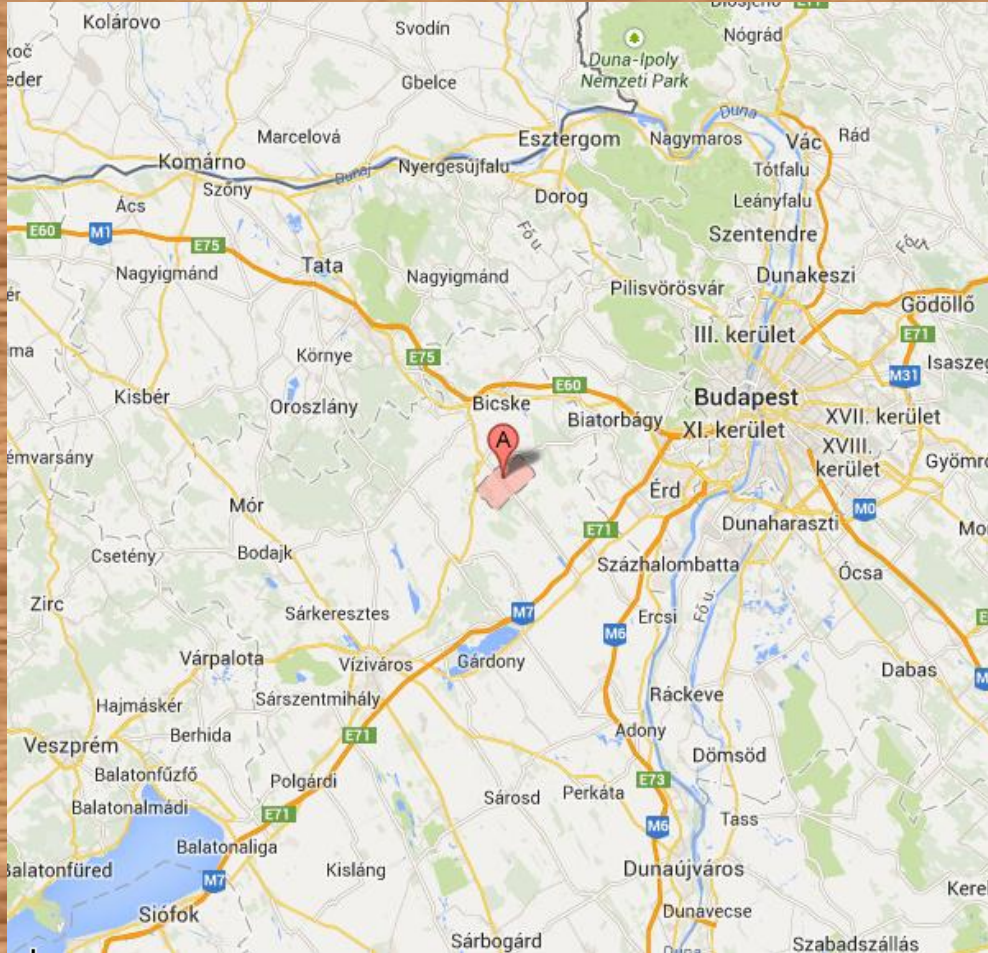 Kolárovo
Svodín
Nógrád
Duna-Ipoly
Nemzeti Park
Gbelce
Marcelová
Esztergom
Duna
Nagymaros
Vác
Rád
Komárno
Dunaj
Nyergesújfalu
Tótfalu
Szőny
Dorog
Leányfalu
Ács
Fő u.
Szentendre
E60
M1
E75
Tata
Nagyigmánd
Nagyigmánd
Pilisvörösvár
Dunakeszi
Gödöllő
III. kerület
E71
Környe
E75
Isaszeg
M31
Kisbér
Oroszlány
Bicske
E60
Budapest
Biatorbágy
XI. kerület
XVII. kerület
XVIII.
kerület
A
Gyömrő
Érd
Mór
M0
Dunaharaszti
E71
Csetény
Bodajk
Százhalombatta
Ócsa
Zirc
Sárkeresztes
M7
Ercsi
Fő u.
M6
Várpalota
Víziváros
Gárdony
Dabas
Sárszentmihály
Ráckeve
Hajmáskér
Berhida
E71
Adony
Veszprém
Dömsöd
Balatonfűzfő
Polgárdi
E73
Balatonalmádi
Sárosd
Perkáta
E71
Tass
M6
Balatonaliga
Balatonfüred
M7
Kisláng
Dunaújváros
Siófok
Dunavecse
Sárbogárd
Szabadszállás